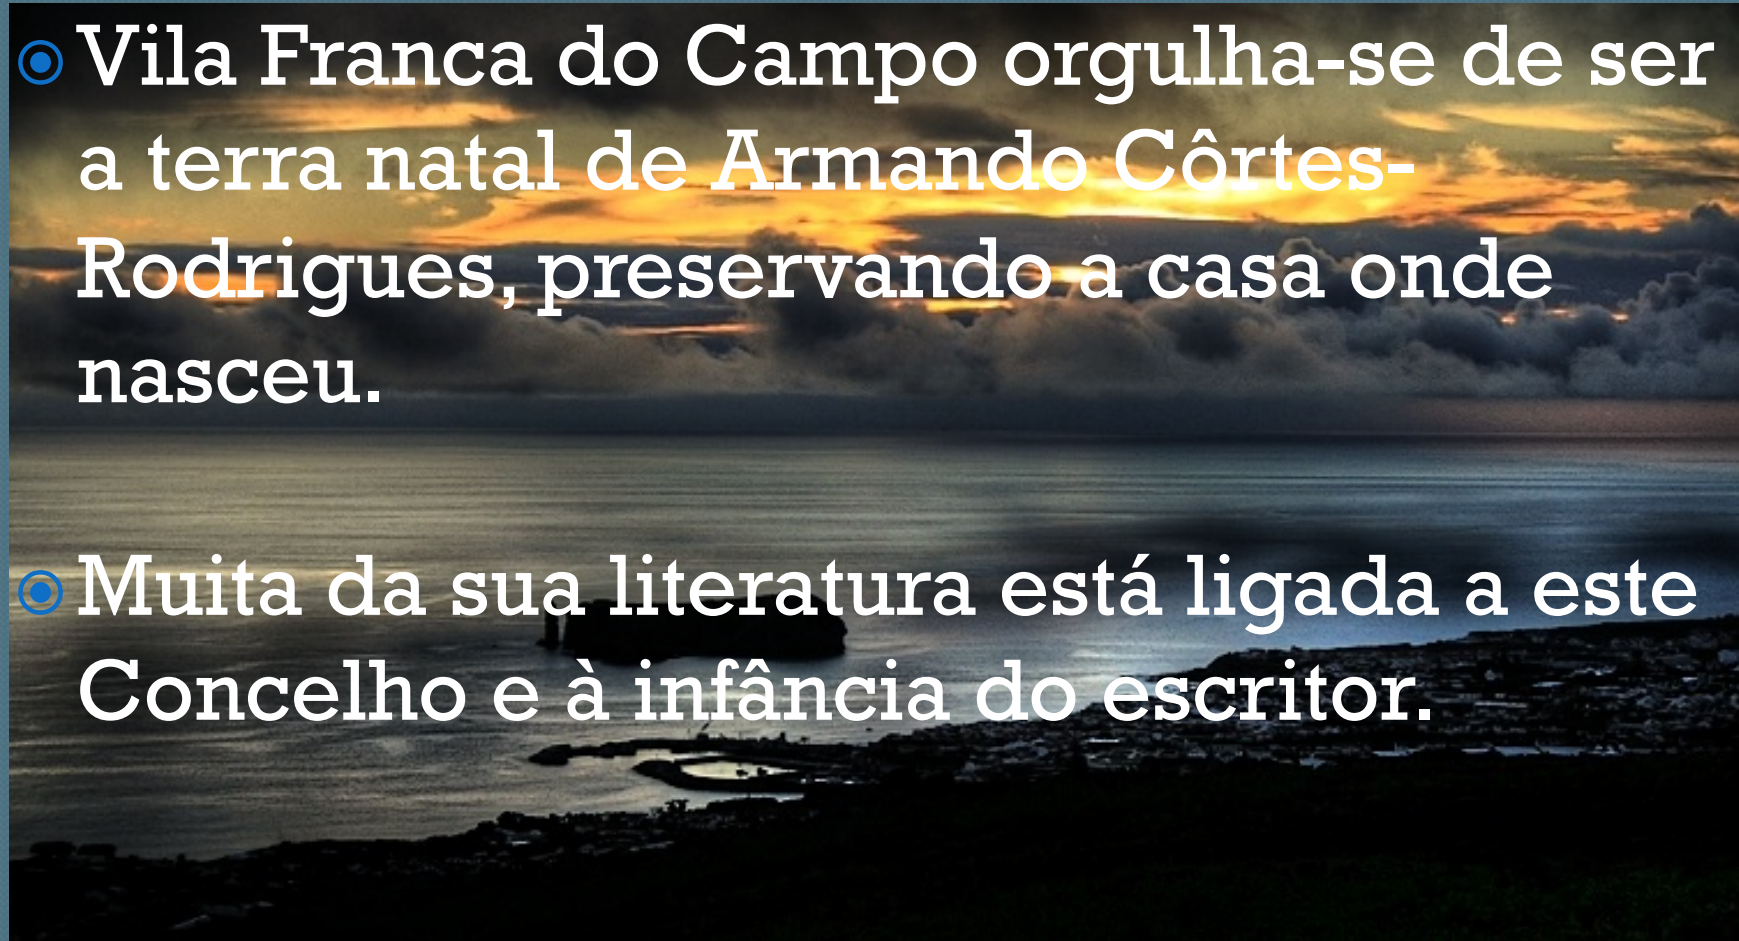 Vila Franca do Campo orgulha-se de ser
a terra natal de Armando Côrtes-
Rodrigues, preservando a casa onde
nasceu.
Muita da sua literatura está ligada a este
Concelho e à infância do escritor.